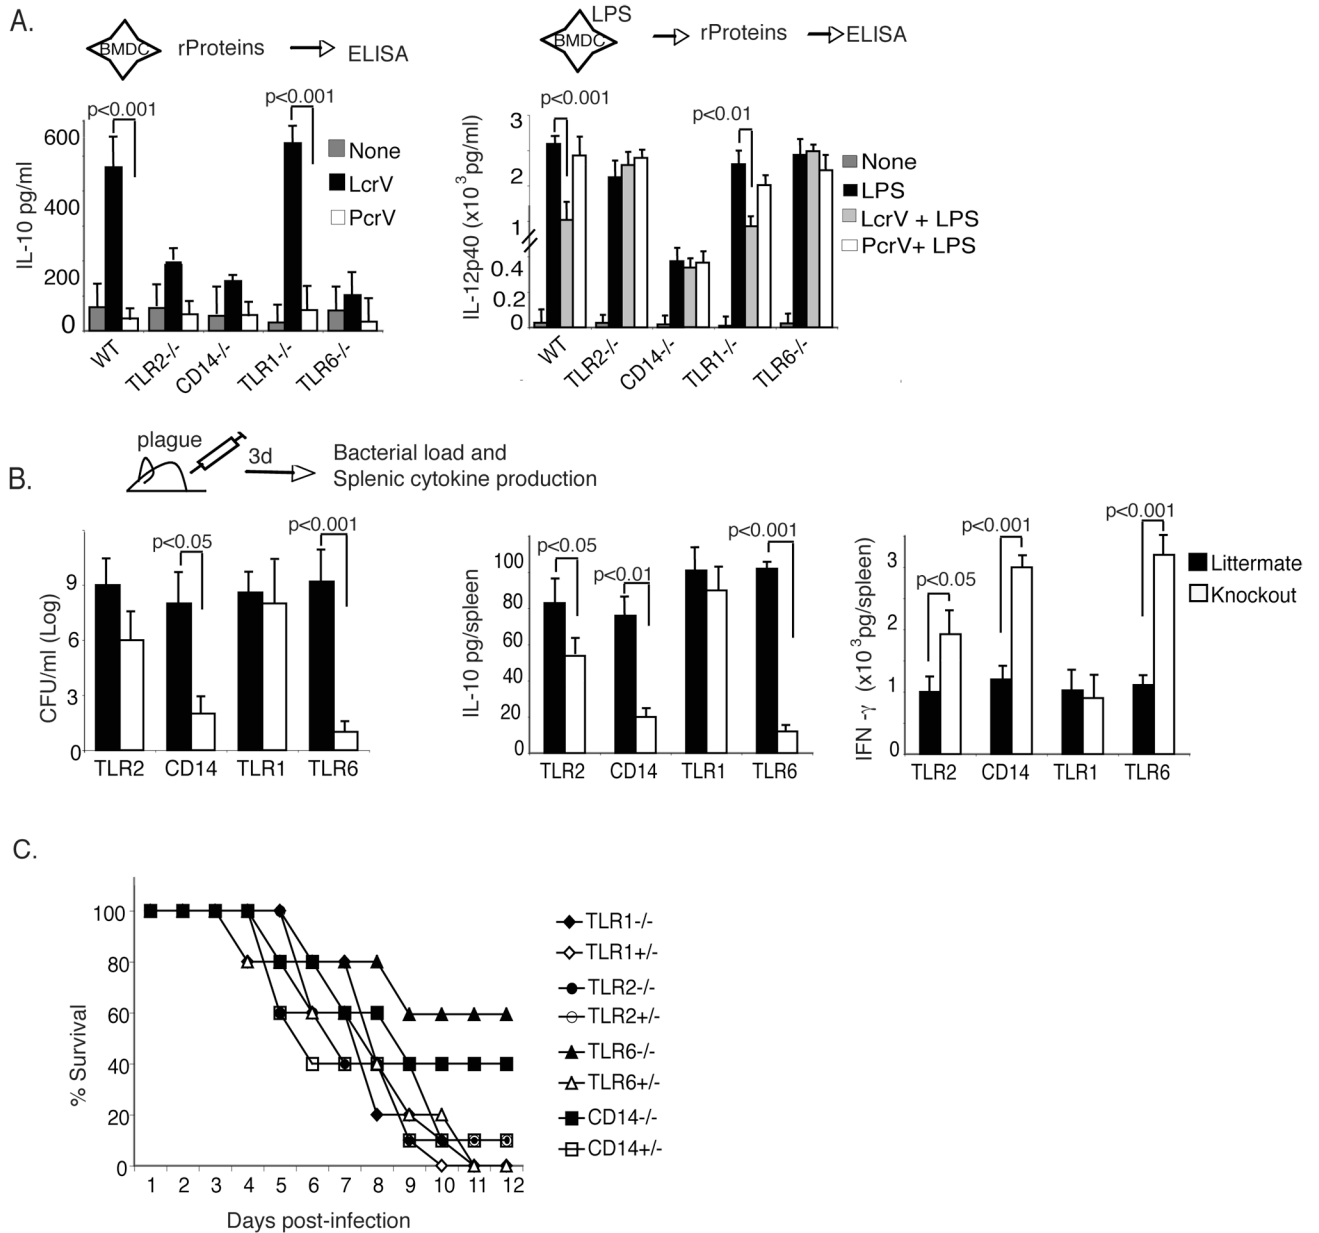 A.
BMDC rProteins ELISA
LPS
BMDC rProteins ELISA
p<0.001
p<0.001
IL-10 pg/ml
600
400
200
0
None
LcrV
PcrV
WT
TLR2-/-
CD14-/-
TLR1-/-
TLR6-/-
p<0.001
p<0.01
IL-12p40 (x10³pg/ml)
3
2
1
0.4
0.2
0
None
LPS
LcrV + LPS
PcrV+ LPS
WT
TLR2-/-
CD14-/-
TLR1-/-
TLR6-/-
B.
plague
3d
Bacterial load and
Splenic cytokine production
p<0.05
p<0.001
CFU/ml (Log)
9
6
3
0
TLR2 CD14 TLR1 TLR6
p<0.05
p<0.01
p<0.001
IL-10 pg/spleen
100
80
60
40
20
0
TLR2 CD14 TLR1 TLR6
p<0.05
p<0.001
p<0.001
IFN -γ (x10³pg/spleen)
3
2
1
0
TLR2 CD14 TLR1 TLR6
Littermate
Knockout
C.
% Survival
100
80
60
40
20
0
1 2 3 4 5 6 7 8 9 10 11 12
Days post-infection
TLR1-/-
TLR1+/-
TLR2-/-
TLR2+/-
TLR6-/-
TLR6+/-
CD14-/-
CD14+/-